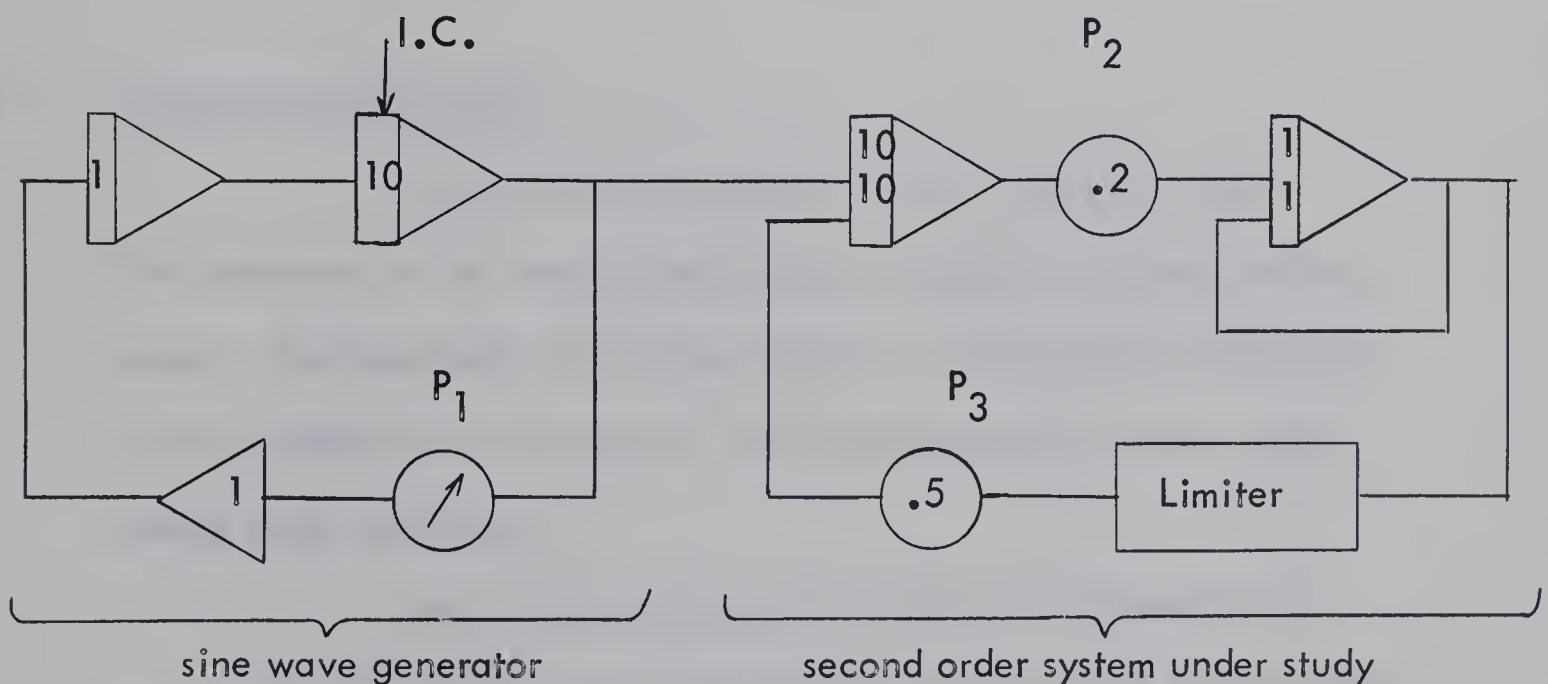 I.C.
P2
1
10
10
10
.2
1
1
P1
P3
1
.5
Limiter
sine wave generator
second order system under study